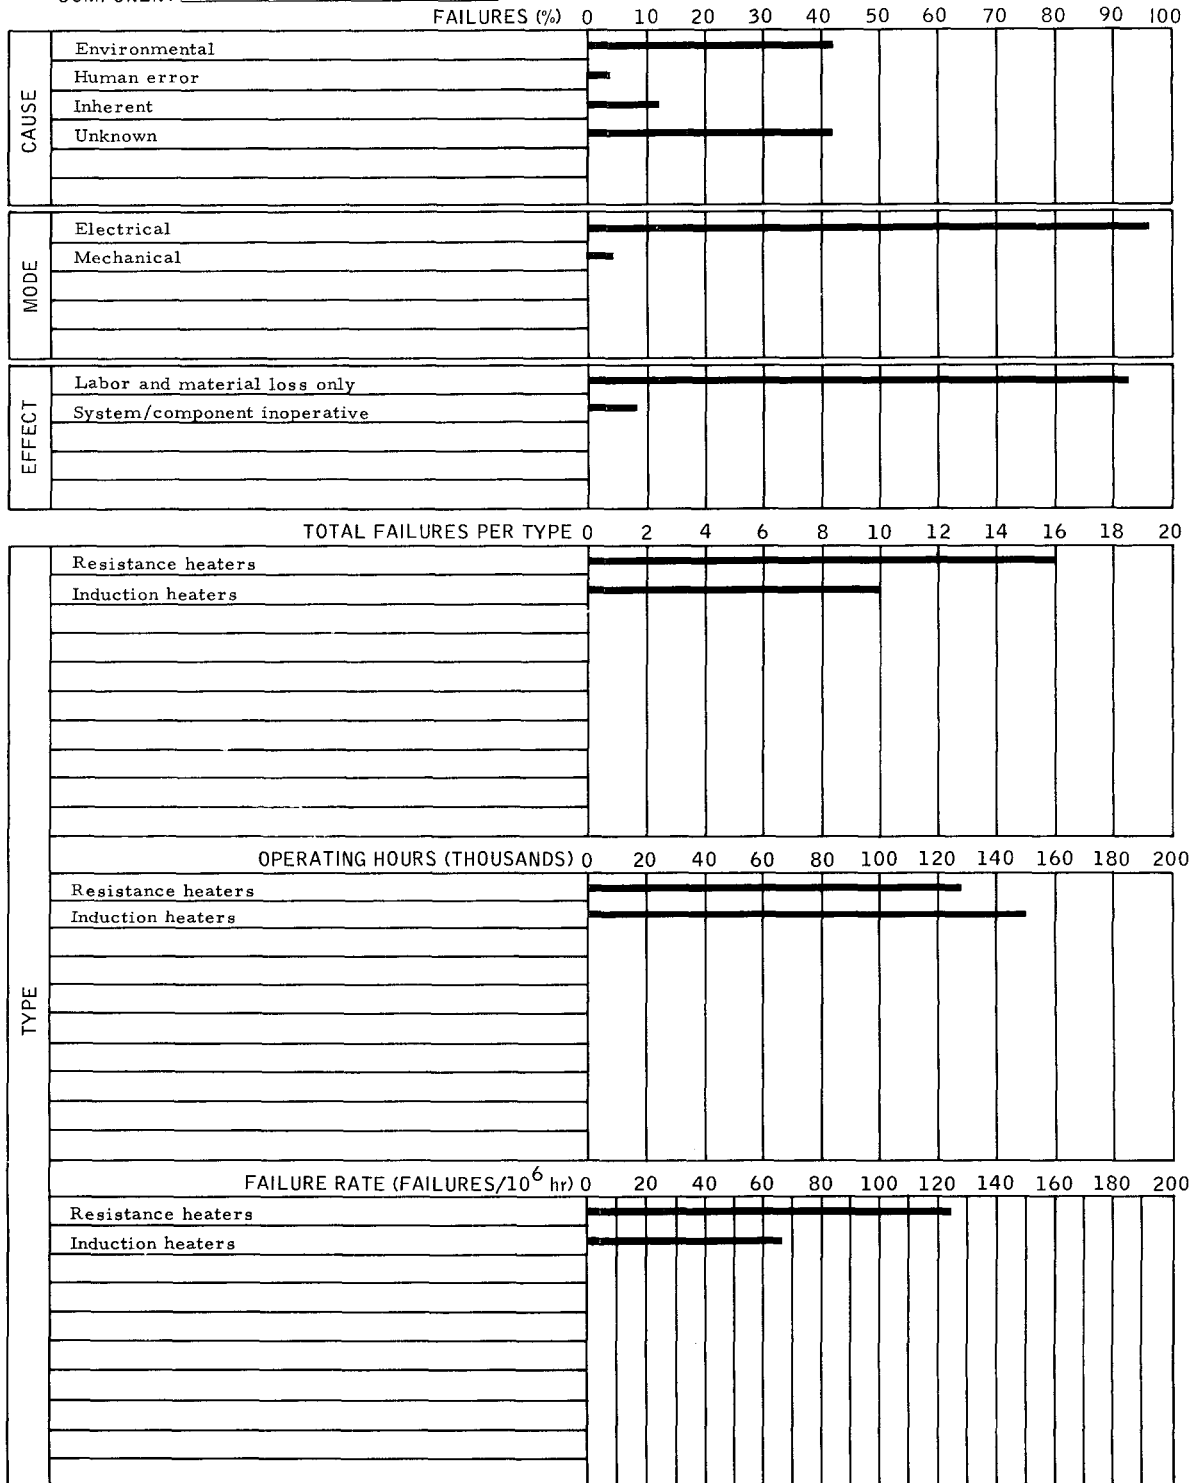 FAILURES (%) 0 10 20 30 40 50 60 70 80 90 100
CAUSE
Environmental
Human error
Inherent
Unknown
MODE
Electrical
Mechanical
EFFECT
Labor and material loss only
System/component inoperative
TOTAL FAILURES PER TYPE 0 2 4 6 8 10 12 14 16 18 20
TYPE
Resistance heaters
Induction heaters
OPERATING HOURS (THOUSANDS) 0 20 40 60 80 100 120 140 160 180 200
Resistance heaters
Induction heaters
FAILURE RATE (FAILURES/10⁶ hr) 0 20 40 60 80 100 120 140 160 180 200
Resistance heaters
Induction heaters